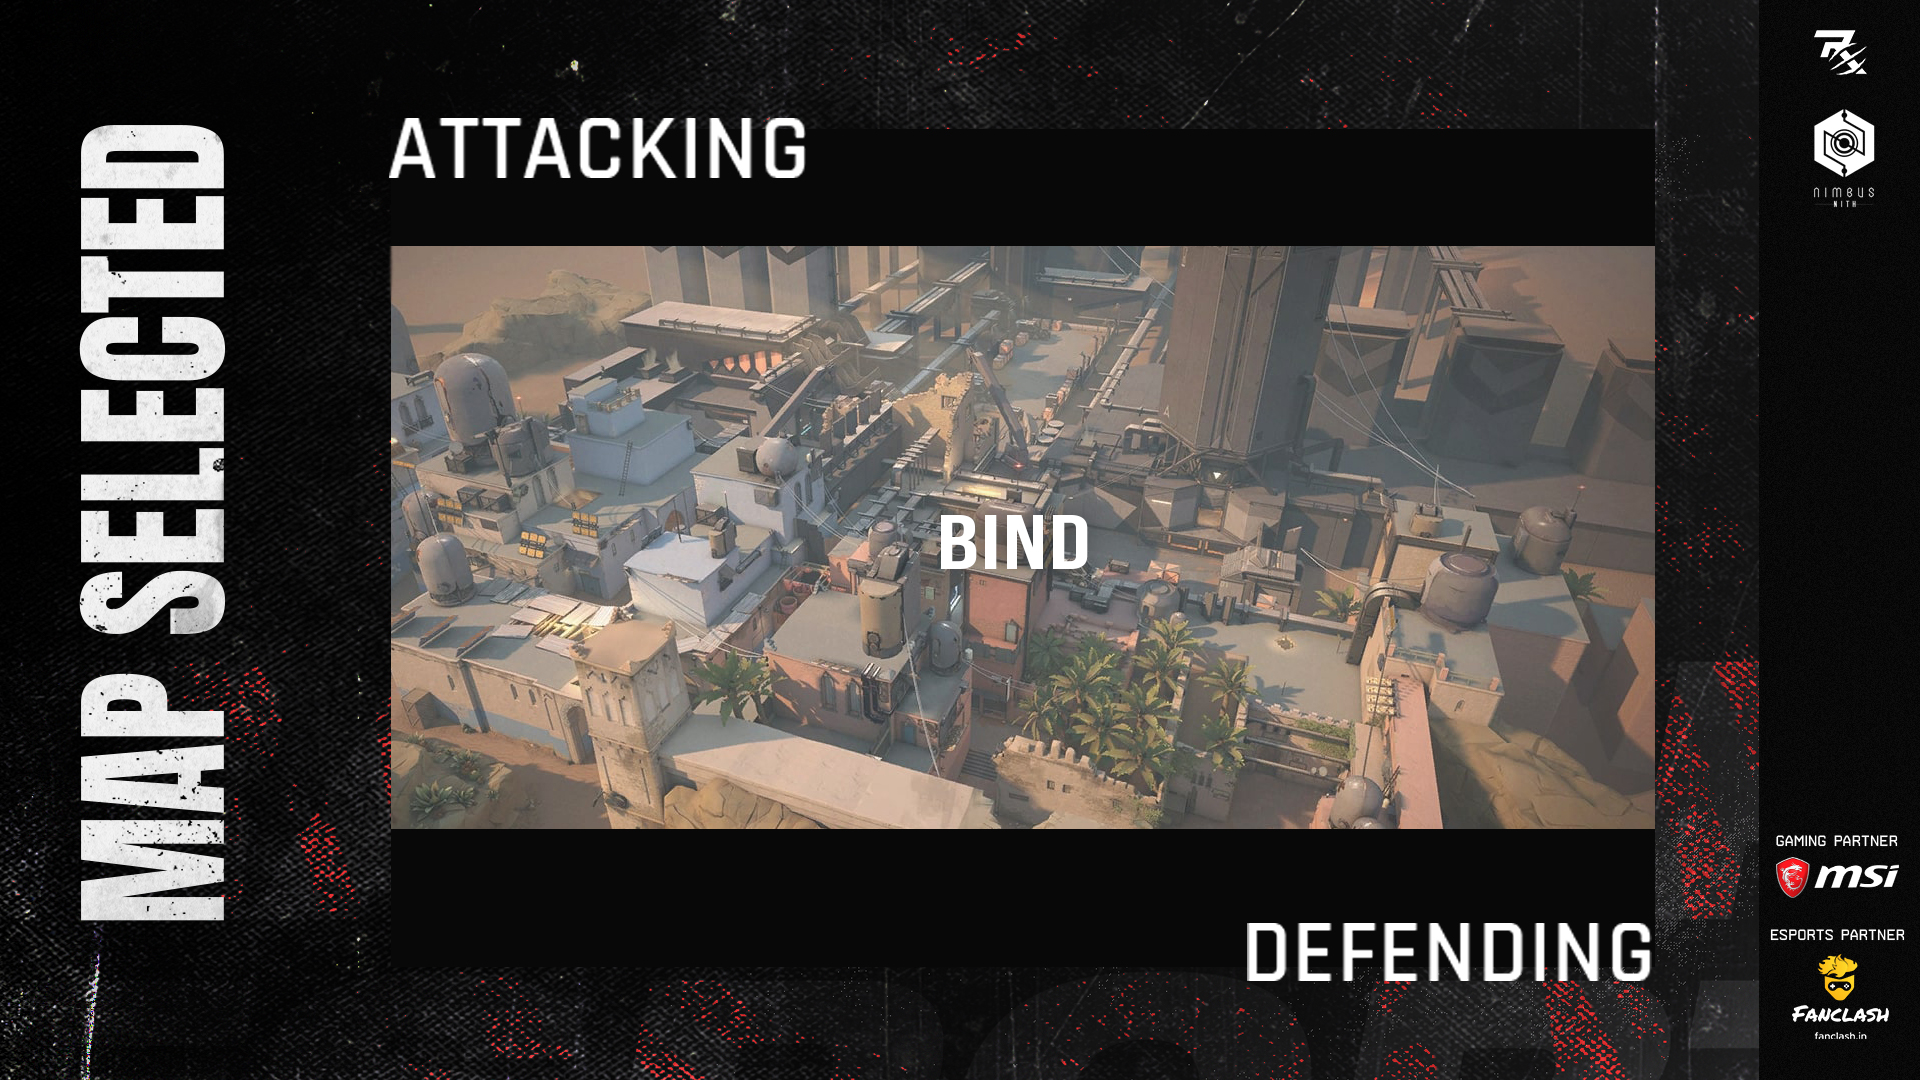 MAP SELECTED
ATTACKING
BIND
DEFENDING
NIMBUS
NITH
GAMING PARTNER
msi
ESPORTS PARTNER
FANCLASH
fanclash.in